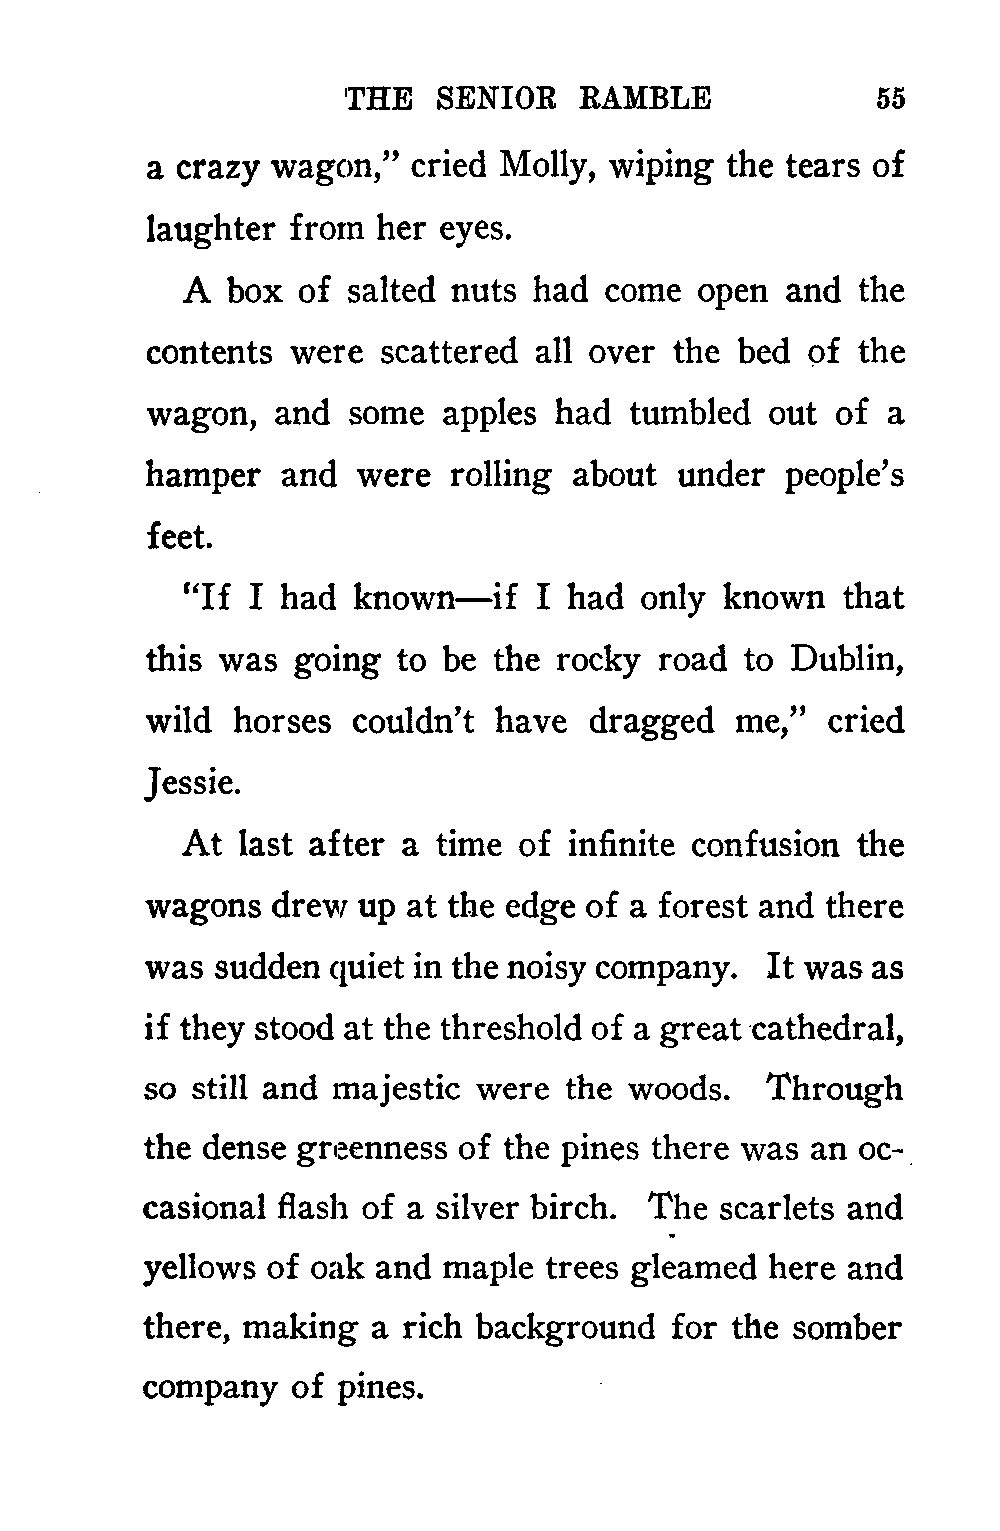 THE SENIOR RAMBLE 55
a crazy wagon,” cried Molly, wiping the tears of
laughter from her eyes.
A box of salted nuts had come open and the
contents were scattered all over the bed of the
wagon, and some apples had tumbled out of a
hamper and were rolling about under people’s
feet.
“If I had known—if I had only known that
this was going to be the rocky road to Dublin,
wild horses couldn’t have dragged me,” cried
Jessie.
At last after a time of infinite confusion the
wagons drew up at the edge of a forest and there
was sudden quiet in the noisy company. It was as
if they stood at the threshold of a great cathedral,
so still and majestic were the woods. Through
the dense greenness of the pines there was an oc-
casional flash of a silver birch. The scarlets and
yellows of oak and maple trees gleamed here and
there, making a rich background for the somber
company of pines.